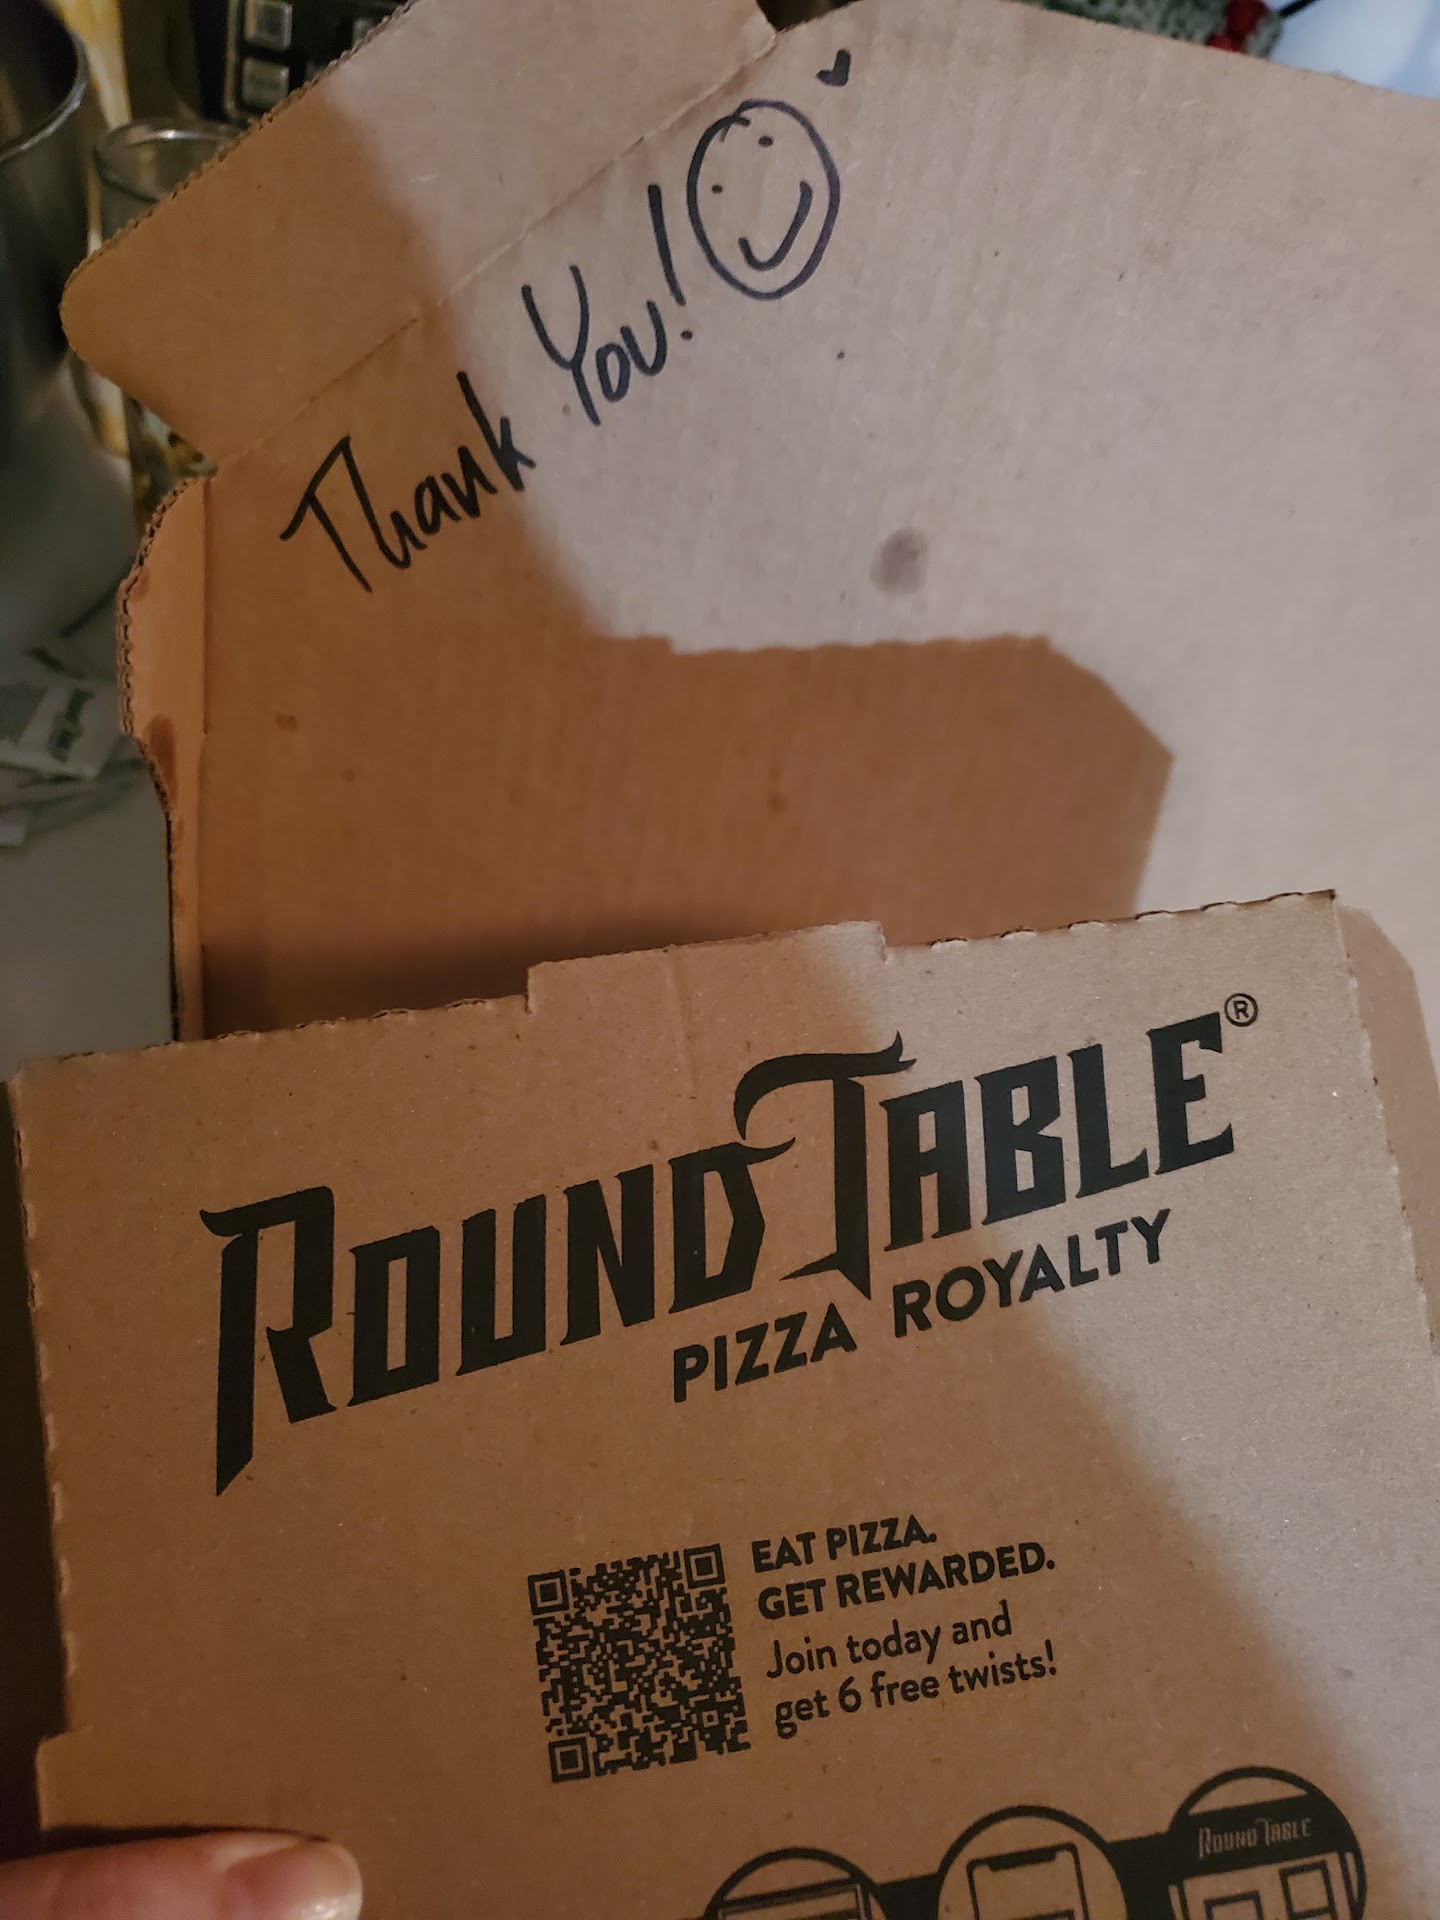 Thank You!
ROUND TABLE®
PIZZA ROYALTY
EAT PIZZA.
GET REWARDED.
Join today and
get 6 free twists!
ROUND TABLE